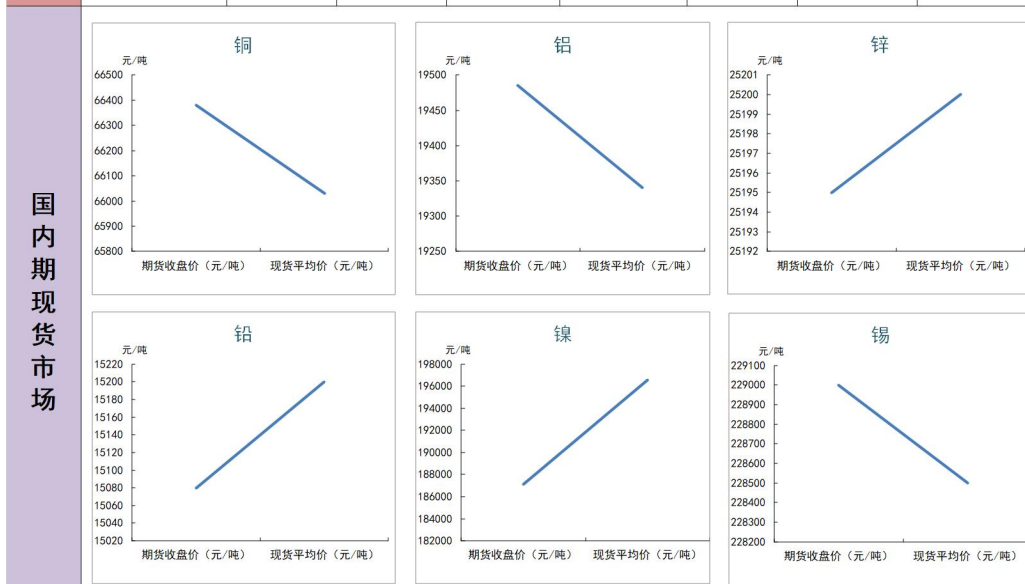 国内期现货市场
铜
元/吨
66500
66400
66300
66200
66100
66000
65900
65800
期货收盘价（元/吨） 现货平均价（元/吨）
铝
元/吨
19500
19450
19400
19350
19300
19250
期货收盘价（元/吨） 现货平均价（元/吨）
锌
元/吨
25201
25200
25199
25198
25197
25196
25195
25194
25193
25192
期货收盘价（元/吨） 现货平均价（元/吨）
铅
元/吨
15220
15200
15180
15160
15140
15120
15100
15080
15060
15040
15020
期货收盘价（元/吨） 现货平均价（元/吨）
镍
元/吨
198000
196000
194000
192000
190000
188000
186000
184000
182000
期货收盘价（元/吨） 现货平均价（元/吨）
锡
元/吨
229100
229000
228900
228800
228700
228600
228500
228400
228300
228200
期货收盘价（元/吨） 现货平均价（元/吨）